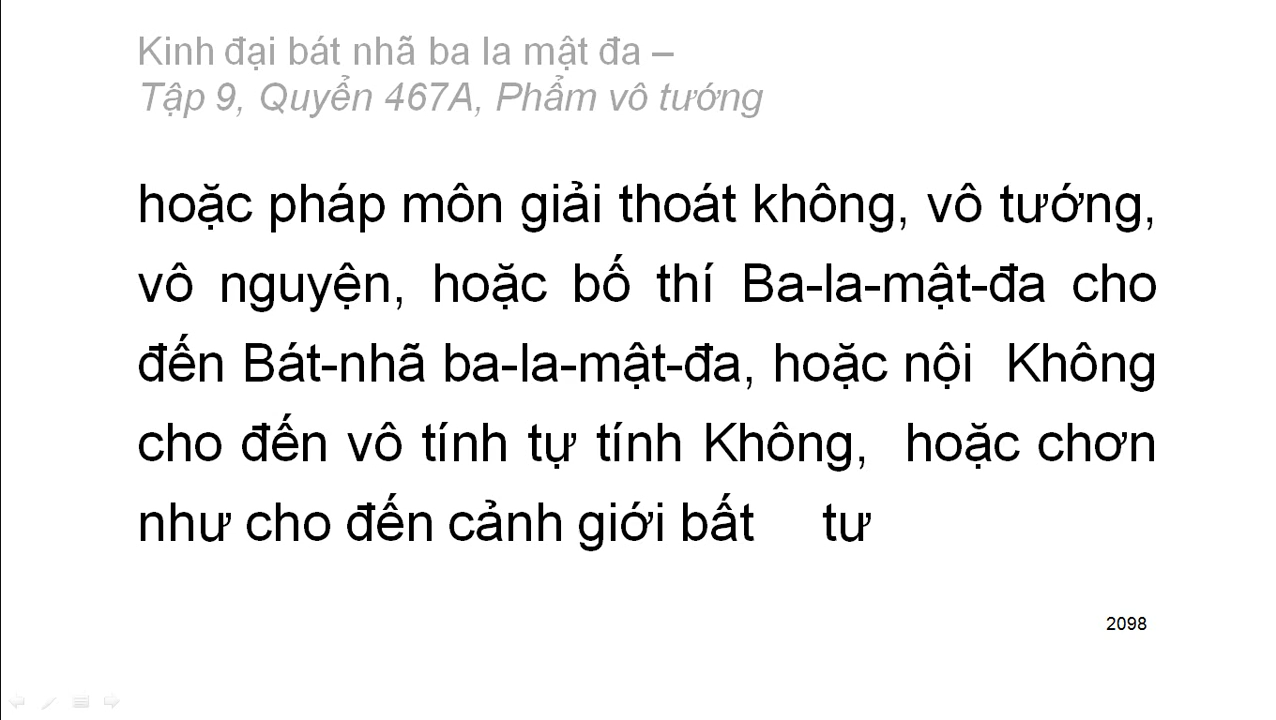 Kinh đại bát nhã ba la mật đa –
Tập 9, Quyển 467A, Phẩm vô tướng
hoặc pháp môn giải thoát không, vô tướng,
vô nguyện, hoặc bố thí Ba-la-mật-đa cho
đến Bát-nhã ba-la-mật-đa, hoặc nội Không
cho đến vô tính tự tính Không, hoặc chơn
như cho đến cảnh giới bất tư
2098